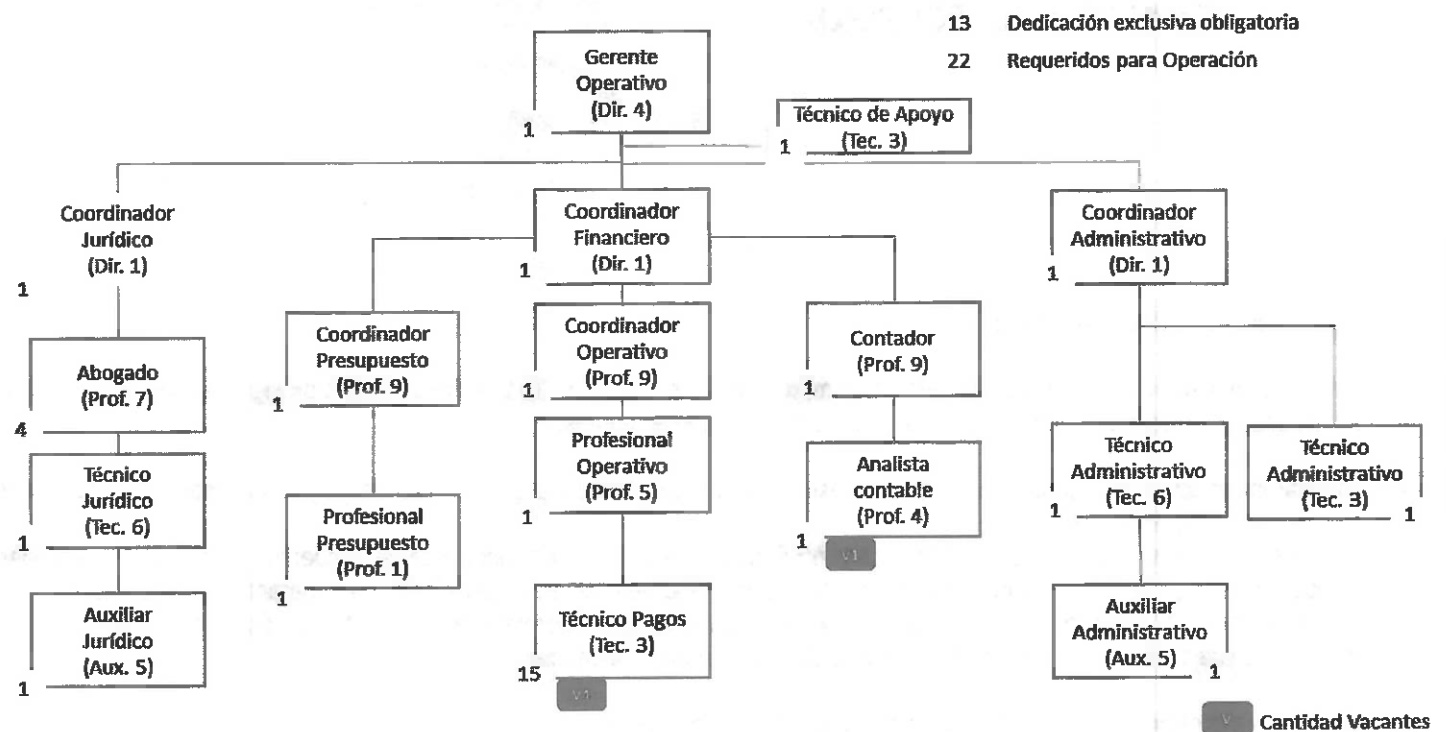 13 Dedicación exclusiva obligatoria
22 Requeridos para Operación
Gerente
Operativo
(Dir. 4)
1
Técnico de Apoyo
(Tec. 3)
1
Coordinador
Jurídico
(Dir. 1)
1
Coordinador
Financiero
(Dir. 1)
1
Coordinador
Administrativo
(Dir. 1)
1
Abogado
(Prof. 7)
4
Coordinador
Presupuesto
(Prof. 9)
1
Coordinador
Operativo
(Prof. 9)
1
Contador
(Prof. 9)
1
Técnico
Jurídico
(Tec. 6)
1
Profesional
Presupuesto
(Prof. 1)
1
Profesional
Operativo
(Prof. 5)
1
Analista
contable
(Prof. 4)
1
V1
Técnico
Administrativo
(Tec. 6)
1
Técnico
Administrativo
(Tec. 3)
1
Auxiliar
Jurídico
(Aux. 5)
1
Técnico Pagos
(Tec. 3)
15
Auxiliar
Administrativo
(Aux. 5)
1
V Cantidad Vacantes